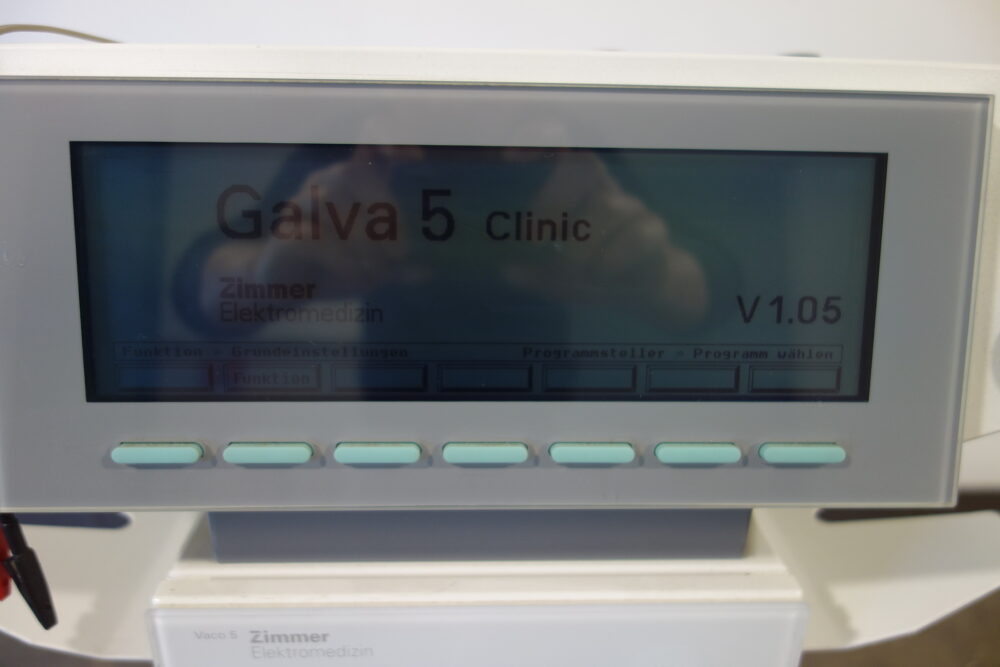 Galva 5 Clinic
Zimmer
Elektromedizin
V 1.05
Funktion = Grundeinstellungen Programmsteller = Programm wählen
Funktion
Vaco 5 Zimmer
Elektromedizin